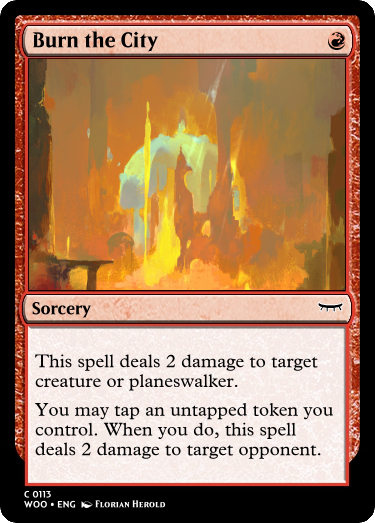 Burn the City
Sorcery
This spell deals 2 damage to target
creature or planeswalker.
You may tap an untapped token you
control. When you do, this spell
deals 2 damage to target opponent.
C 0113
WOO • ENG Florian Herold